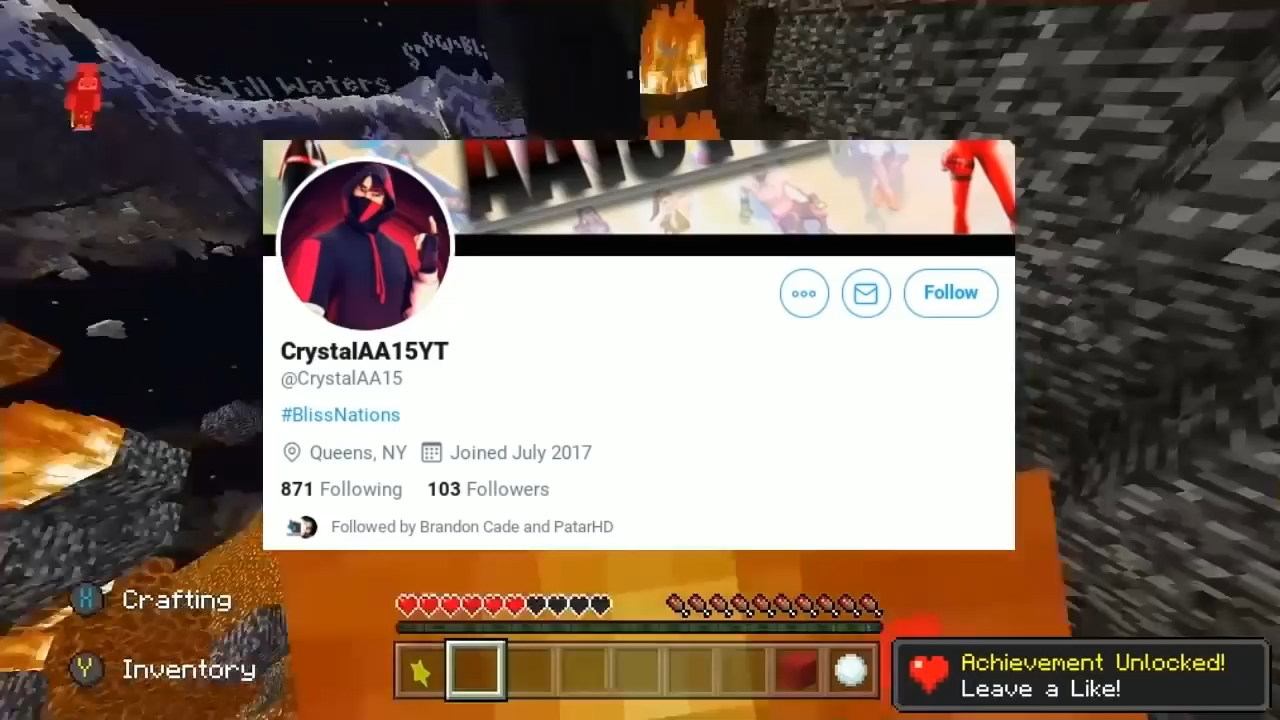 Still Waters
AA15Y
Follow
CrystalAA15YT
@CrystalAA15
#BlissNations
Queens, NY Joined July 2017
871 Following 103 Followers
Followed by Brandon Cade and PatarHD
X Crafting
Y Inventory
Achievement Unlocked!
Leave a Like!